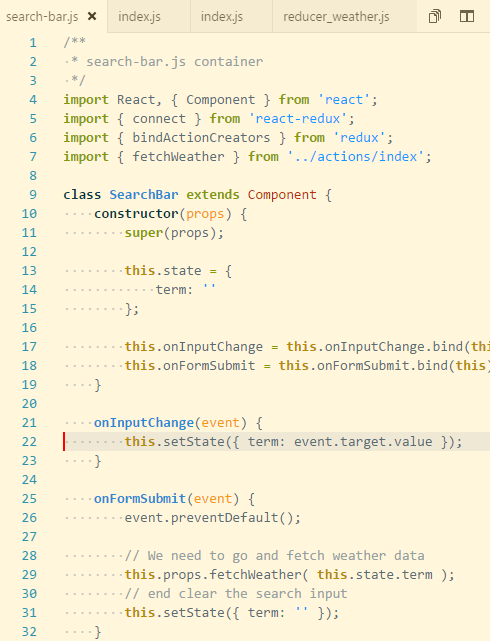 search-bar.js × index.js index.js reducer_weather.js
1 /**
2  * search-bar.js container
3  */
4 import React, { Component } from 'react';
5 import { connect } from 'react-redux';
6 import { bindActionCreators } from 'redux';
7 import { fetchWeather } from '../actions/index';
8
9 class SearchBar extends Component {
10     constructor(props) {
11         super(props);
12
13         this.state = {
14             term: ''
15         };
16
17         this.onInputChange = this.onInputChange.bind(thi
18         this.onFormSubmit = this.onFormSubmit.bind(this)
19     }
20
21     onInputChange(event) {
22         this.setState({ term: event.target.value });
23     }
24
25     onFormSubmit(event) {
26         event.preventDefault();
27
28         // We need to go and fetch weather data
29         this.props.fetchWeather( this.state.term );
30         // end clear the search input
31         this.setState({ term: '' });
32     }